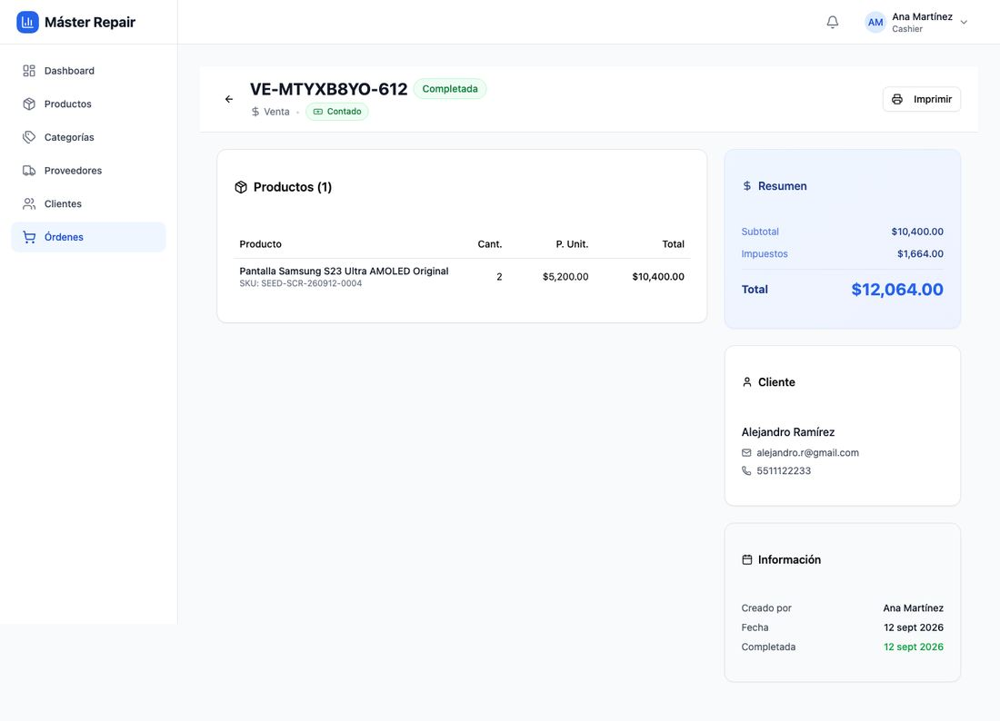 Máster Repair
AM
Ana Martínez
Cashier
Dashboard
Productos
Categorías
Proveedores
Clientes
Órdenes
VE-MTYXB8YO-612 Completada
Venta • Contado
Imprimir
Productos (1)
Producto Cant. P. Unit. Total
Pantalla Samsung S23 Ultra AMOLED Original 2 $5,200.00 $10,400.00
SKU: SEED-SCR-260912-0004
Resumen
Subtotal $10,400.00
Impuestos $1,664.00
Total $12,064.00
Cliente
Alejandro Ramírez
alejandro.r@gmail.com
5511122233
Información
Creado por Ana Martínez
Fecha 12 sept 2026
Completada 12 sept 2026